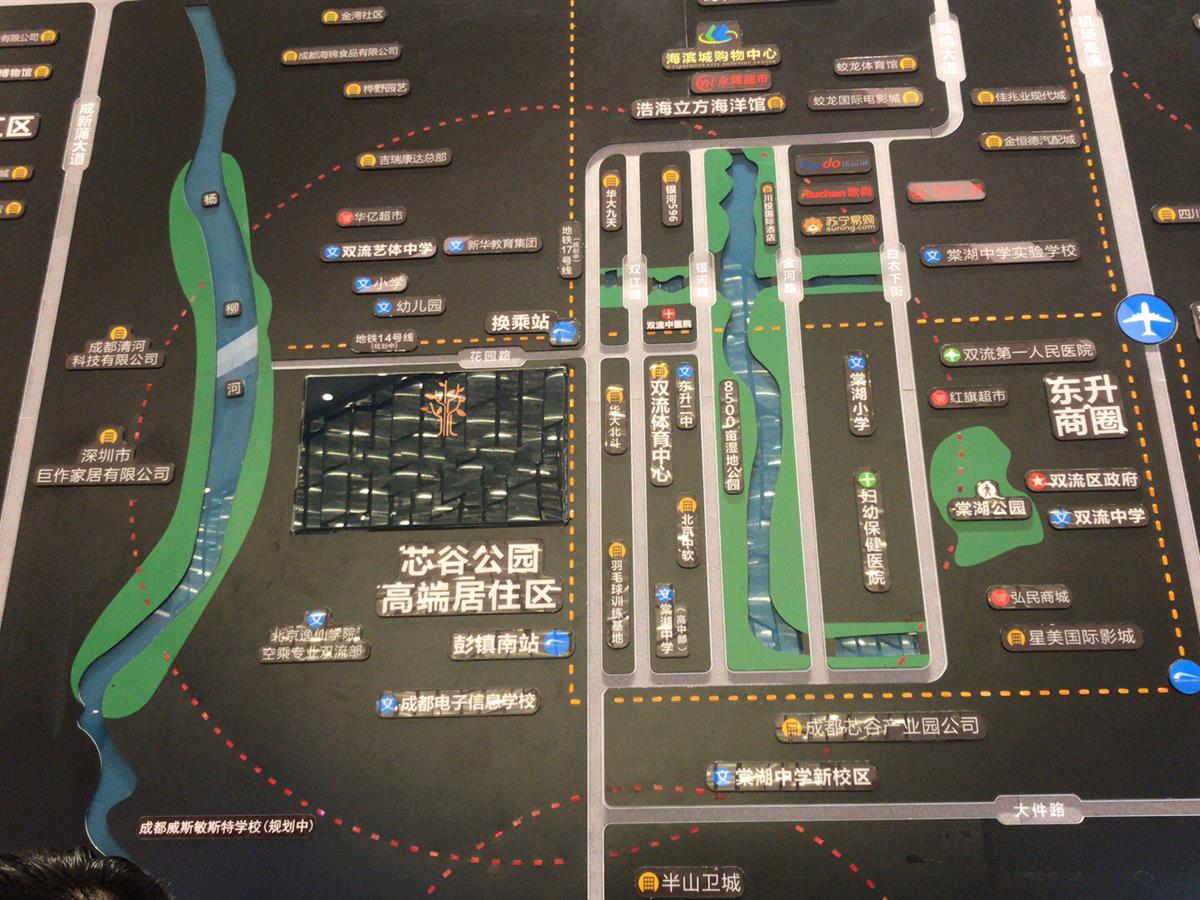 金湾社区
成都海锦食品有限公司
有限公司
博物馆
桦野园艺
成新蒲大道
江区
城
吉瑞康达总部
杨
柳
河
华亿超市
双流艺体中学
新华教育集团
小学
幼儿园
地铁17号线
(规划中)
换乘站
地铁14号线
(规划中)
花园路
成都清河
科技有限公司
深圳市
巨作家居有限公司
芯谷公园
高端居住区
北京逸仙学院
空乘专业双流部
彭镇南站
成都电子信息学校
成都威斯敏斯特学校(规划中)
海滨城购物中心
永辉超市
浩海立方海洋馆
蛟龙体育馆
蛟龙国际电影城
双楠大道
机场高速
佳兆业现代城
金恒德汽配城
华大九天
银河596
川投国际酒店
Auchan 欧尚
苏宁易购
suning.com
四川
棠湖中学实验学校
双江路
银河路
金河路
白衣下街
双流中医院
双流第一人民医院
红旗超市
东升
商圈
华大北斗
双流体育中心
东升二中
8500亩湿地公园
棠湖小学
妇幼保健医院
棠湖公园
双流区政府
双流中学
北京中软
羽毛球训练基地
棠湖中学
(高中部)
弘民商城
星美国际影城
成都芯谷产业园公司
棠湖中学新校区
大件路
半山卫城